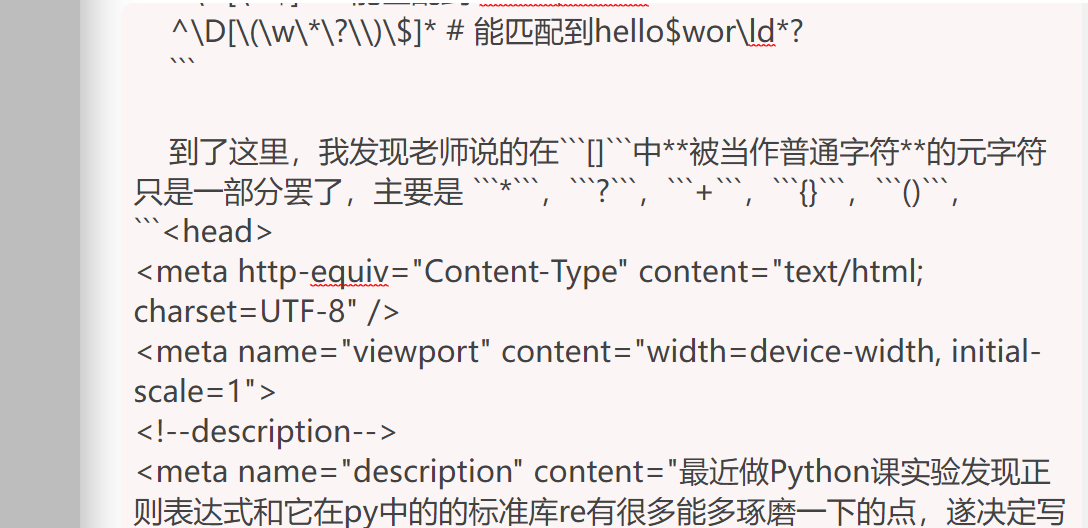 ^\D[\(\w\*\?\\)\$]* # 能匹配到hello$wor\ld*?
```
到了这里，我发现老师说的在```[]```中**被当作普通字符**的元字符
只是一部分罢了，主要是 ```*```，```?```，```+```，```{}```，```()```，
```<head>
<meta http-equiv="Content-Type" content="text/html;
charset=UTF-8" />
<meta name="viewport" content="width=device-width, initial-
scale=1">
<!--description-->
<meta name="description" content="最近做Python课实验发现正
则表达式和它在py中的的标准库re有很多能多琢磨一下的点，遂决定写